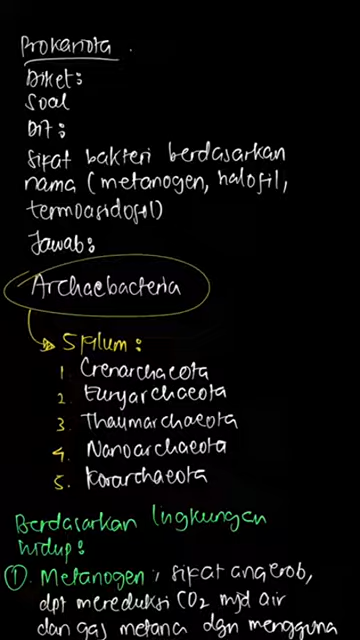 Prokariota.
Diket:
Soal
Dit:
Sifat bakteri berdasarkan
nama (metanogen, halofil,
termoasidofil)
Jawab:
Archaebacteria
5 filum:
1. Crenarchaeota
2. Euryarchaeota
3. Thaumarchaeota
4. Nanoarchaeota
5. Korarchaeota
Berdasarkan lingkungan
hidup:
① Metanogen: sifat anaerob,
dpt mereduksi CO2 mjd air
dan gas metana dgn mengguna